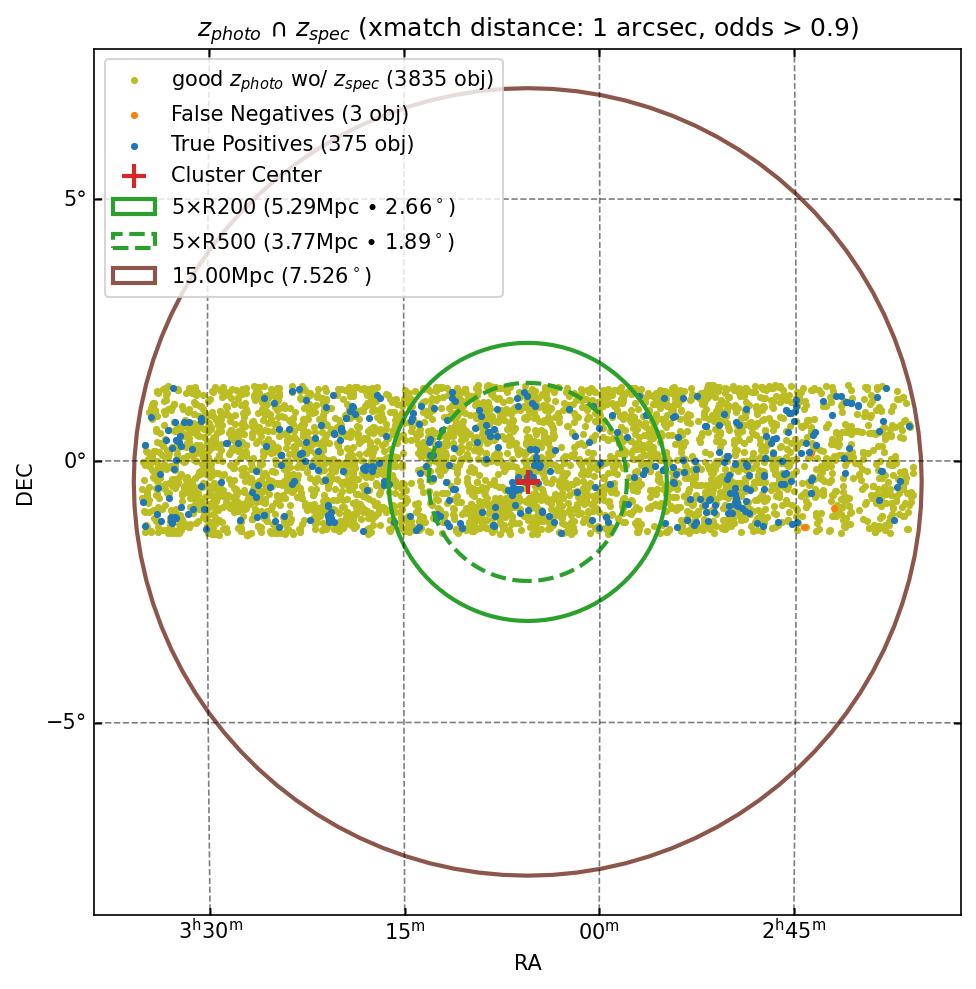 z_photo ∩ z_spec (xmatch distance: 1 arcsec, odds > 0.9)
good z_photo wo/ z_spec (3835 obj)
False Negatives (3 obj)
True Positives (375 obj)
Cluster Center
5×R200 (5.29Mpc • 2.66°)
5×R500 (3.77Mpc • 1.89°)
15.00Mpc (7.526°)
5°
0°
−5°
DEC
3ʰ30ᵐ 15ᵐ 00ᵐ 2ʰ45ᵐ
RA